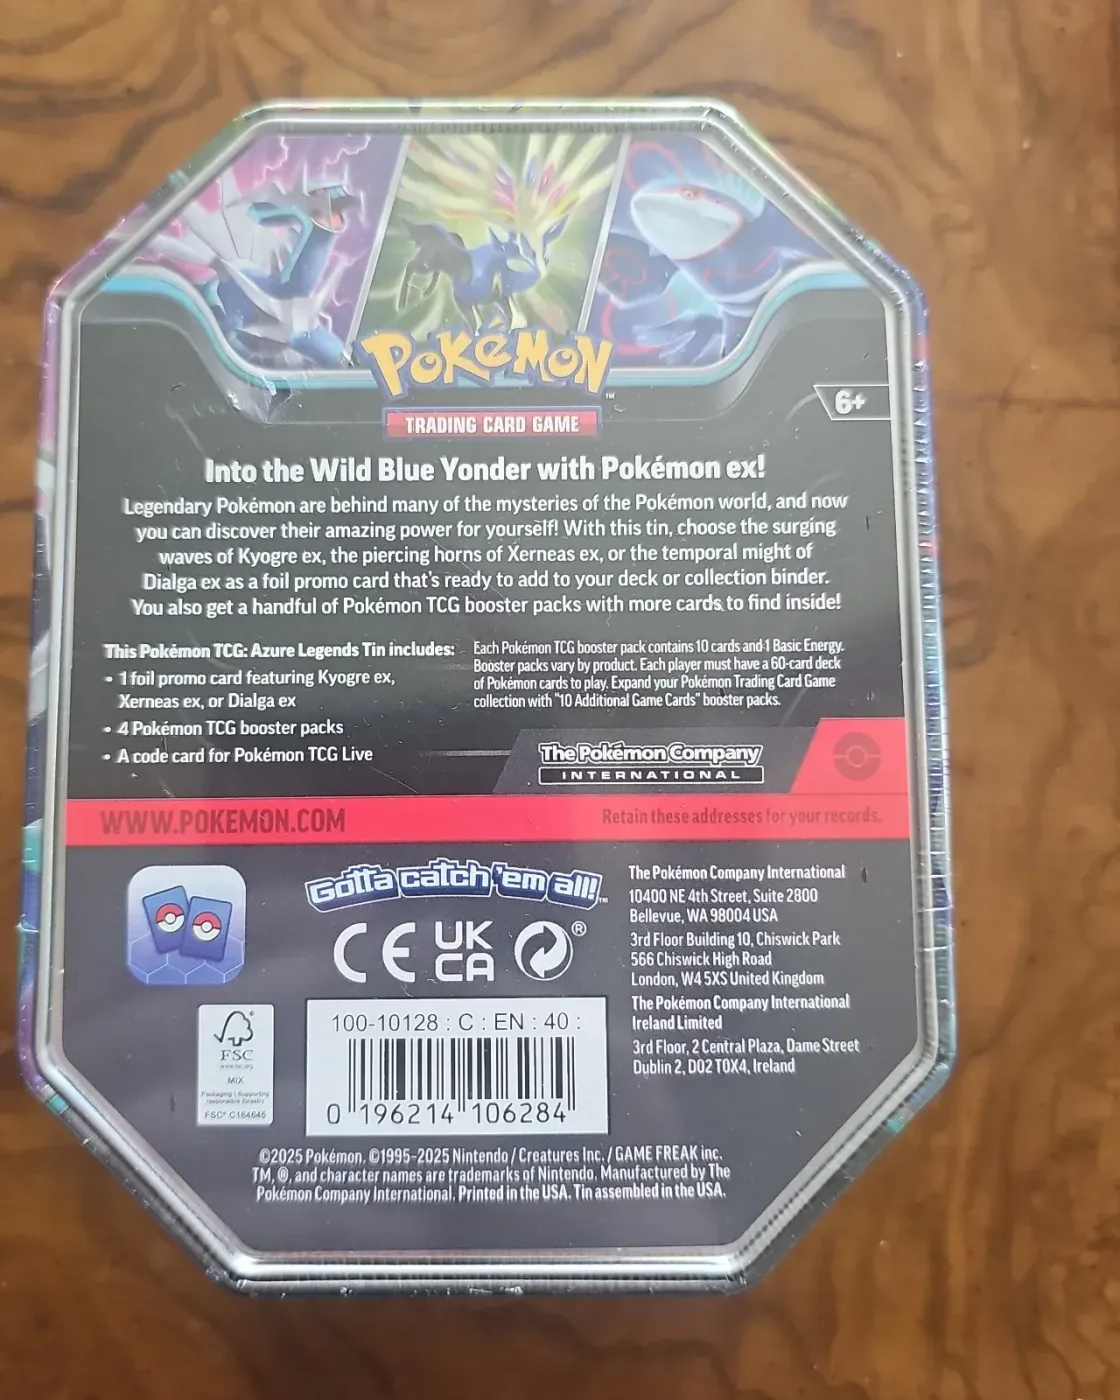 POKéMON™
TRADING CARD GAME
6+
Into the Wild Blue Yonder with Pokémon ex!
Legendary Pokémon are behind many of the mysteries of the Pokémon world, and now
you can discover their amazing power for yourself! With this tin, choose the surging
waves of Kyogre ex, the piercing horns of Xerneas ex, or the temporal might of
Dialga ex as a foil promo card that's ready to add to your deck or collection binder.
You also get a handful of Pokémon TCG booster packs with more cards to find inside!
This Pokémon TCG: Azure Legends Tin includes:
• 1 foil promo card featuring Kyogre ex,
Xerneas ex, or Dialga ex
• 4 Pokémon TCG booster packs
• A code card for Pokémon TCG Live
Each Pokémon TCG booster pack contains 10 cards and 1 Basic Energy.
Booster packs vary by product. Each player must have a 60-card deck
of Pokémon cards to play. Expand your Pokémon Trading Card Game
collection with "10 Additional Game Cards" booster packs.
The Pokémon Company
INTERNATIONAL
WWW.POKEMON.COM
Retain these addresses for your records.
Gotta catch 'em all!™
CE
UK
CA
®
The Pokémon Company International
10400 NE 4th Street, Suite 2800
Bellevue, WA 98004 USA
3rd Floor Building 10, Chiswick Park
566 Chiswick High Road
London, W4 5XS United Kingdom
The Pokémon Company International
Ireland Limited
3rd Floor, 2 Central Plaza, Dame Street
Dublin 2, D02 T0X4, Ireland
FSC
www.fsc.org
MIX
Packaging | Supporting
responsible forestry
FSC® C164645
100-10128 : C : EN : 40 :
0 196214 106284
©2025 Pokémon. ©1995–2025 Nintendo / Creatures Inc. / GAME FREAK inc.
TM, ®, and character names are trademarks of Nintendo. Manufactured by The
Pokémon Company International. Printed in the USA. Tin assembled in the USA.